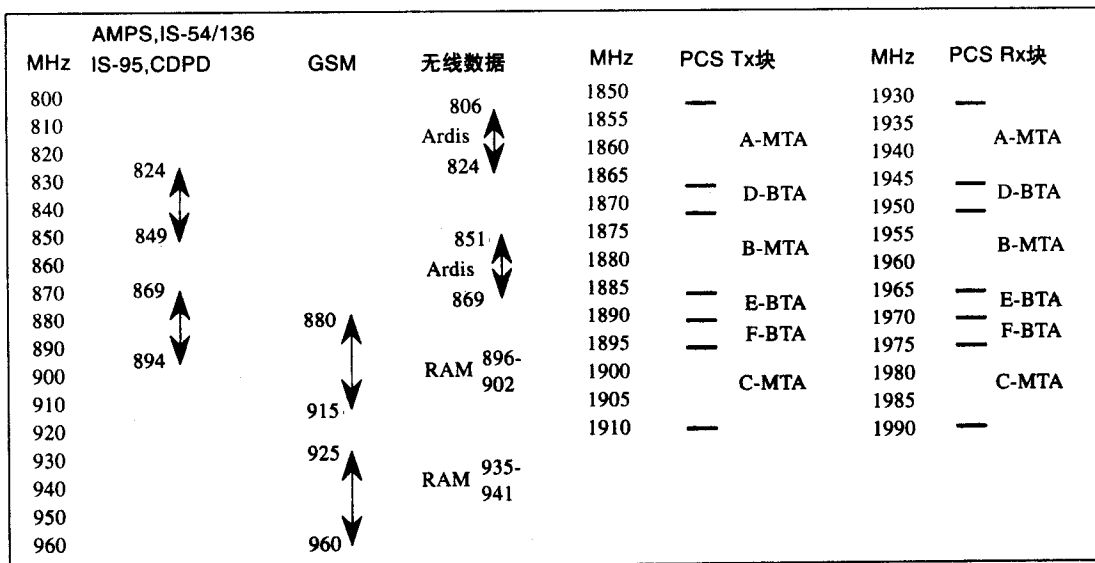 AMPS,IS-54/136
MHz IS-95,CDPD GSM 无线数据 MHz PCS Tx块 MHz PCS Rx块
800 806 1850 1930
810 Ardis 1855 1935
820 824 1860 A-MTA 1940 A-MTA
830 824 1865 D-BTA 1945 D-BTA
840 1870 1950
850 849 851 1875 B-MTA 1955 B-MTA
860 Ardis 1880 1960
870 869 869 1885 E-BTA 1965 E-BTA
880 880 1890 F-BTA 1970 F-BTA
890 894 RAM 896- 1895 1975
900 902 1900 C-MTA 1980 C-MTA
910 915 1905 1985
920 925 1910 1990
930 RAM 935-
940 941
950
960 960